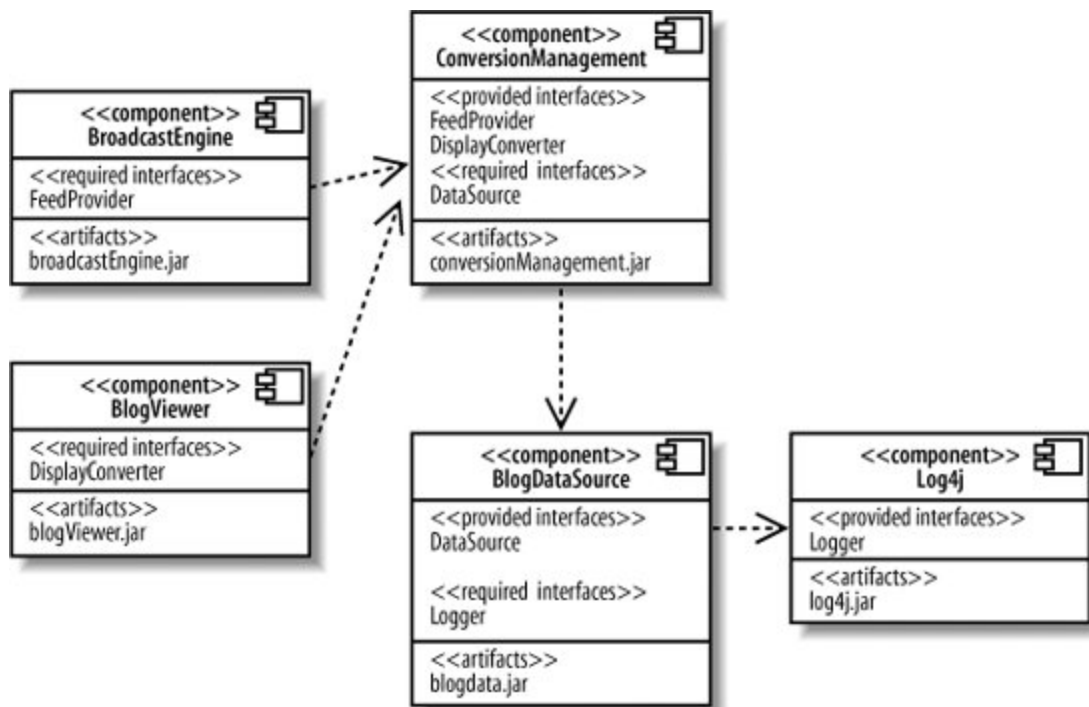 <<component>>
BroadcastEngine
<<required interfaces>>
FeedProvider
<<artifacts>>
broadcastEngine.jar
<<component>>
ConversionManagement
<<provided interfaces>>
FeedProvider
DisplayConverter
<<required interfaces>>
DataSource
<<artifacts>>
conversionManagement.jar
<<component>>
BlogViewer
<<required interfaces>>
DisplayConverter
<<artifacts>>
blogViewer.jar
<<component>>
BlogDataSource
<<provided interfaces>>
DataSource
<<required interfaces>>
Logger
<<artifacts>>
blogdata.jar
<<component>>
Log4j
<<provided interfaces>>
Logger
<<artifacts>>
log4j.jar